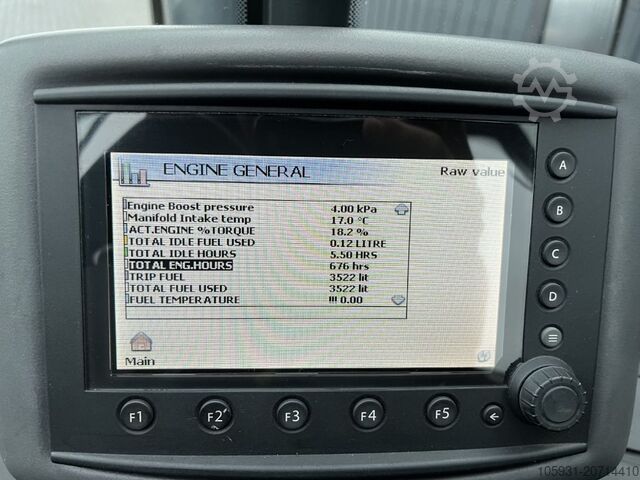 ENGINE GENERAL Raw value
Engine Boost pressure 4.00 kPa
Manifold Intake temp 17.0 °C
ACT.ENGINE %TORQUE 18.2 %
TOTAL IDLE FUEL USED 0.12 LITRE
TOTAL IDLE HOURS 5.50 HRS
TOTAL ENG.HOURS 676 hrs
TRIP FUEL 3522 lit
TOTAL FUEL USED 3522 lit
FUEL TEMPERATURE !!! 0.00
Main
A
B
C
D
F1 F2 F3 F4 F5
105931-20714410